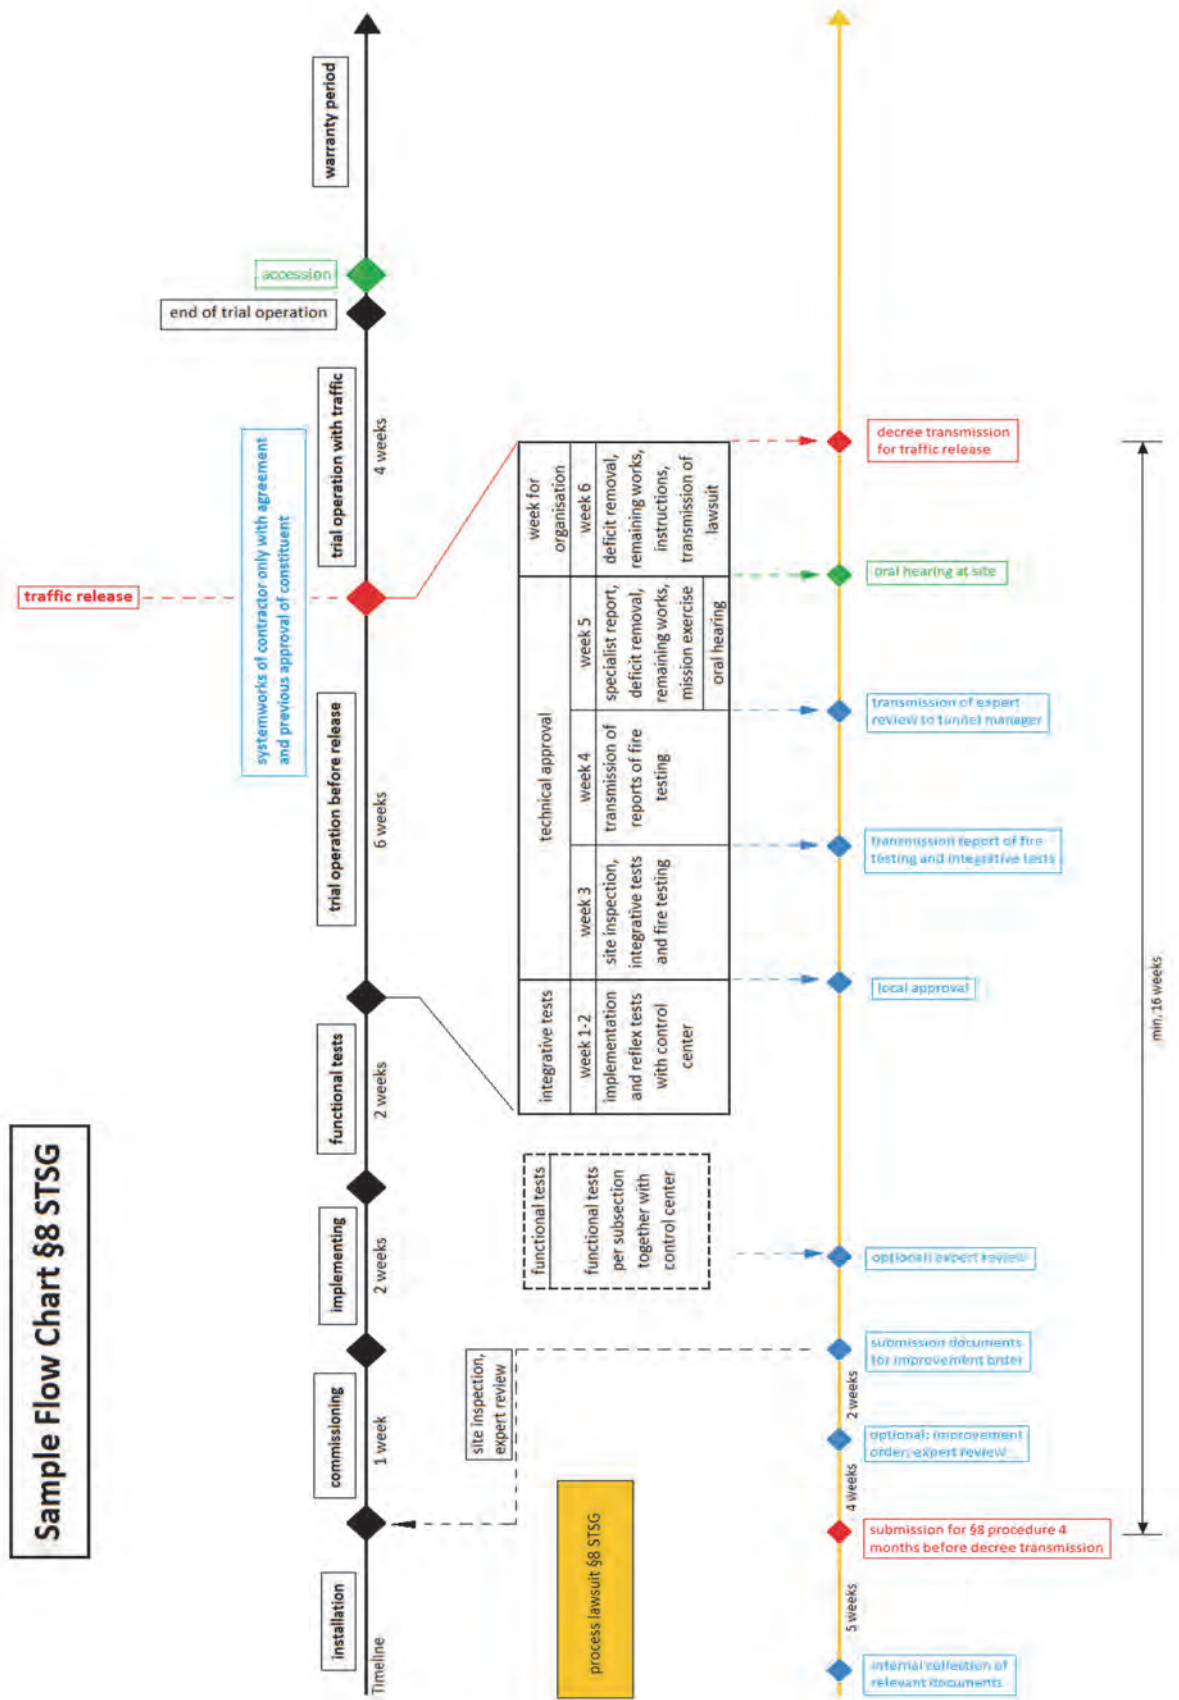 Sample Flow Chart §8 STSG
traffic release
systemworks of contractor only with agreement
and previous approval of constituent
end of trial operation
accession
installation
commissioning
implementing
functional tests
trial operation before release
trial operation with traffic
warranty period
Timeline
1 week
2 weeks
2 weeks
6 weeks
4 weeks
site inspection,
expert review
functional tests
functional tests
per subsection
together with
control center
integrative tests
week 1-2
implementation
and reflex tests
with control
center
technical approval
week 3
site inspection,
integrative tests
and fire testing
week 4
transmission of
reports of fire
testing
week 5
specialist report,
deficit removal,
remaining works,
mission exercise
oral hearing
week for
organisation
week 6
deficit removal,
remaining works,
instructions,
transmission of
lawsuit
process lawsuit §8 STSG
5 weeks
4 weeks
2 weeks
internal collection of
relevant documents
submission for §8 procedure 4
months before decree transmission
optional: improvement
order, expert review
submission documents
for improvement order
optional: expert review
local approval
transmission report of fire
testing and integrative tests
transmission of expert
review to tunnel manager
oral hearing at site
decree transmission
for traffic release
min. 16 weeks